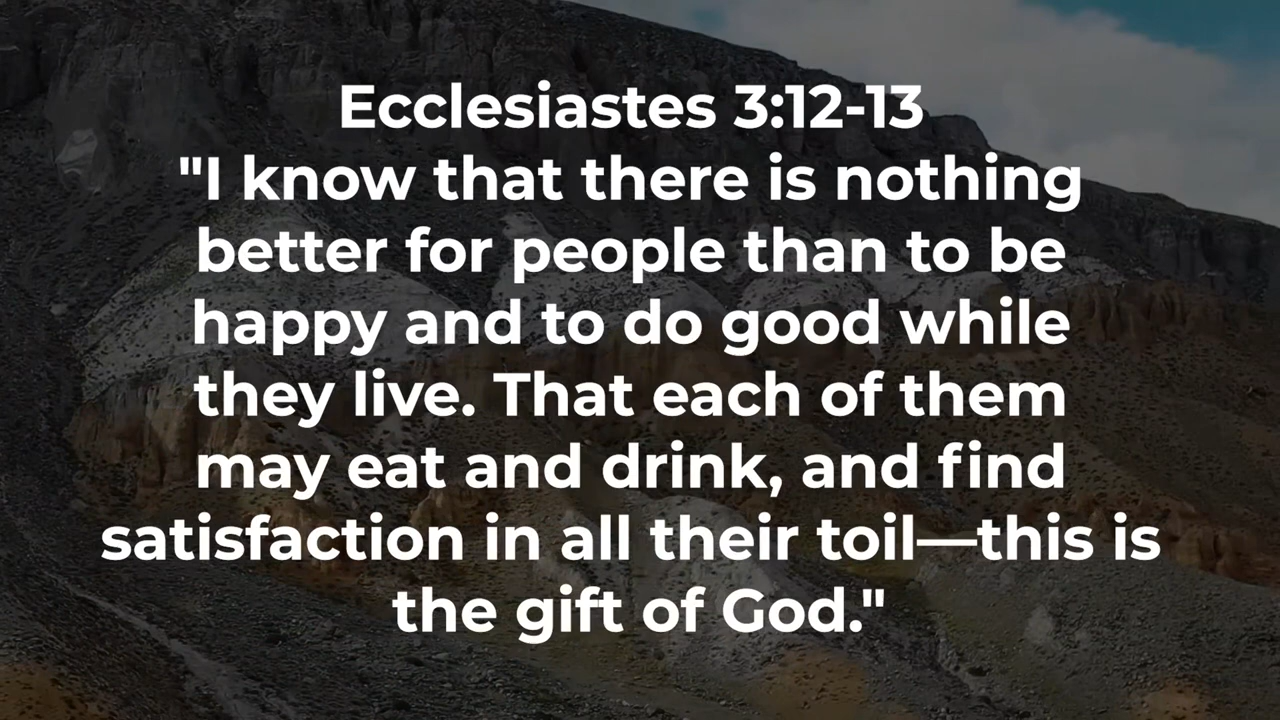 Ecclesiastes 3:12-13
"I know that there is nothing
better for people than to be
happy and to do good while
they live. That each of them
may eat and drink, and find
satisfaction in all their toil—this is
the gift of God."